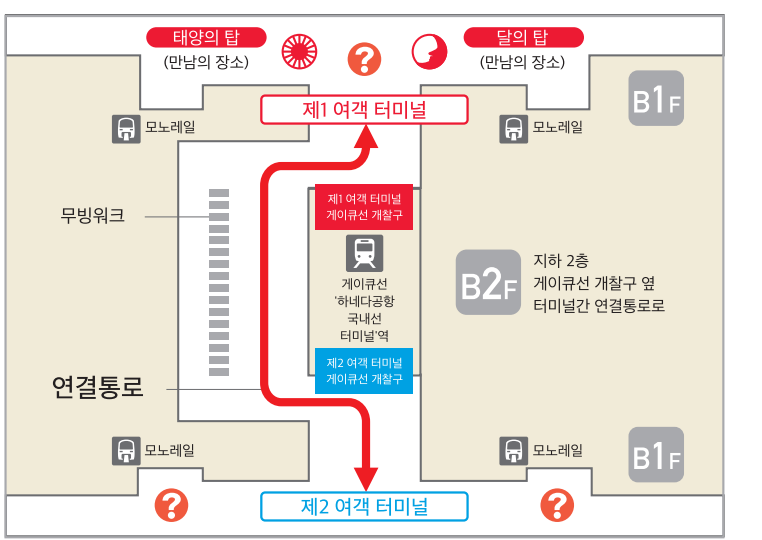 태양의 탑
(만남의 장소)
?
달의 탑
(만남의 장소)
제1 여객 터미널
B1F
모노레일
모노레일
무빙워크
제1 여객 터미널
게이큐선 개찰구
게이큐선
'하네다공항
국내선
터미널'역
B2F
지하 2층
게이큐선 개찰구 옆
터미널간 연결통로로
제2 여객 터미널
게이큐선 개찰구
연결통로
모노레일
모노레일
B1F
?
제2 여객 터미널
?